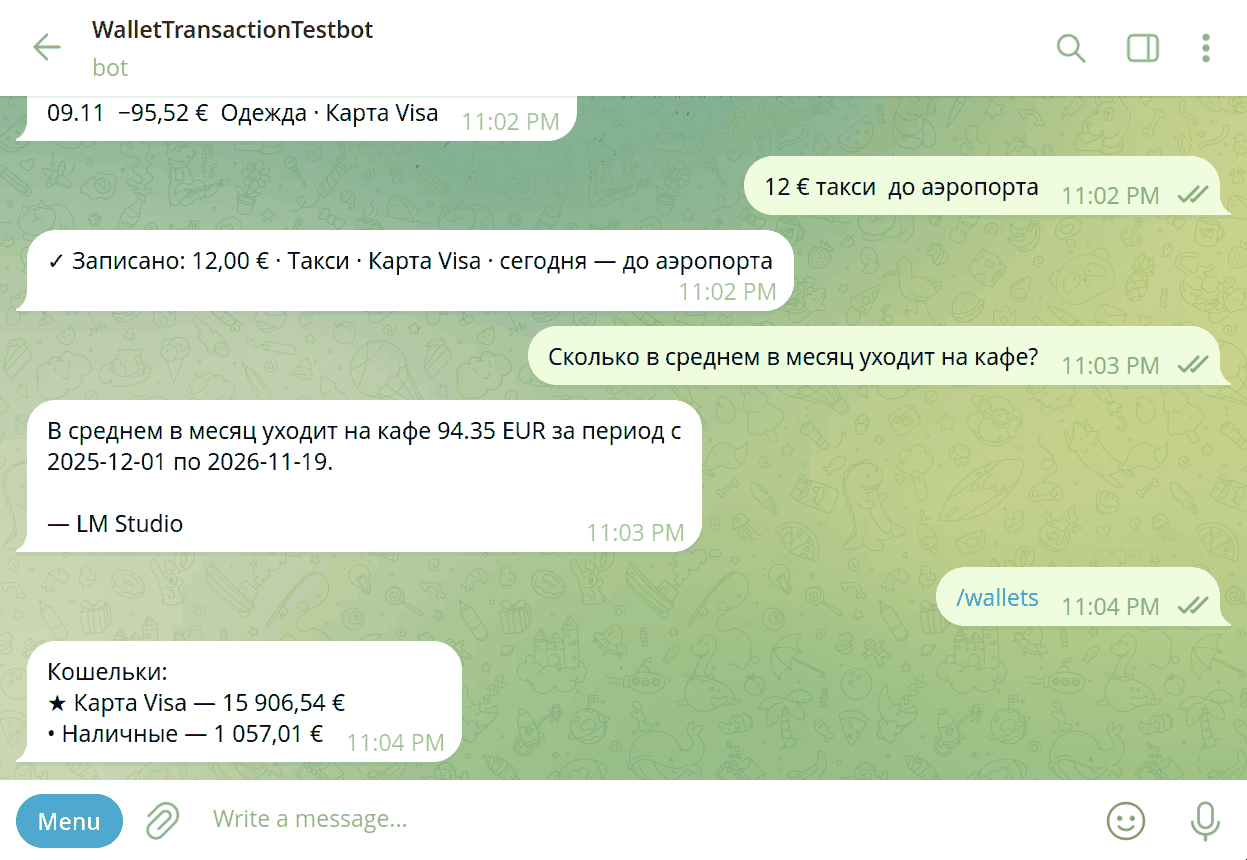 WalletTransactionTestbot
bot
09.11 −95,52 € Одежда · Карта Visa 11:02 PM
12 € такси до аэропорта 11:02 PM
✓ Записано: 12,00 € · Такси · Карта Visa · сегодня — до аэропорта
11:02 PM
Сколько в среднем в месяц уходит на кафе? 11:03 PM
В среднем в месяц уходит на кафе 94.35 EUR за период с
2025-12-01 по 2026-11-19.
— LM Studio 11:03 PM
/wallets 11:04 PM
Кошельки:
★ Карта Visa — 15 906,54 €
• Наличные — 1 057,01 € 11:04 PM
Menu Write a message...